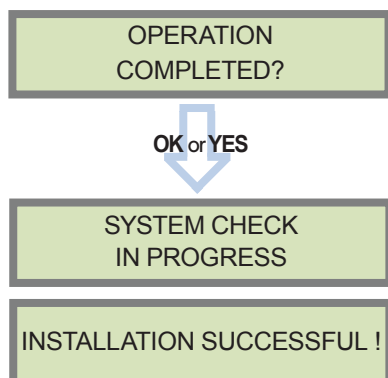 OPERATION
COMPLETED?
OK or YES
SYSTEM CHECK
IN PROGRESS
INSTALLATION SUCCESSFUL !